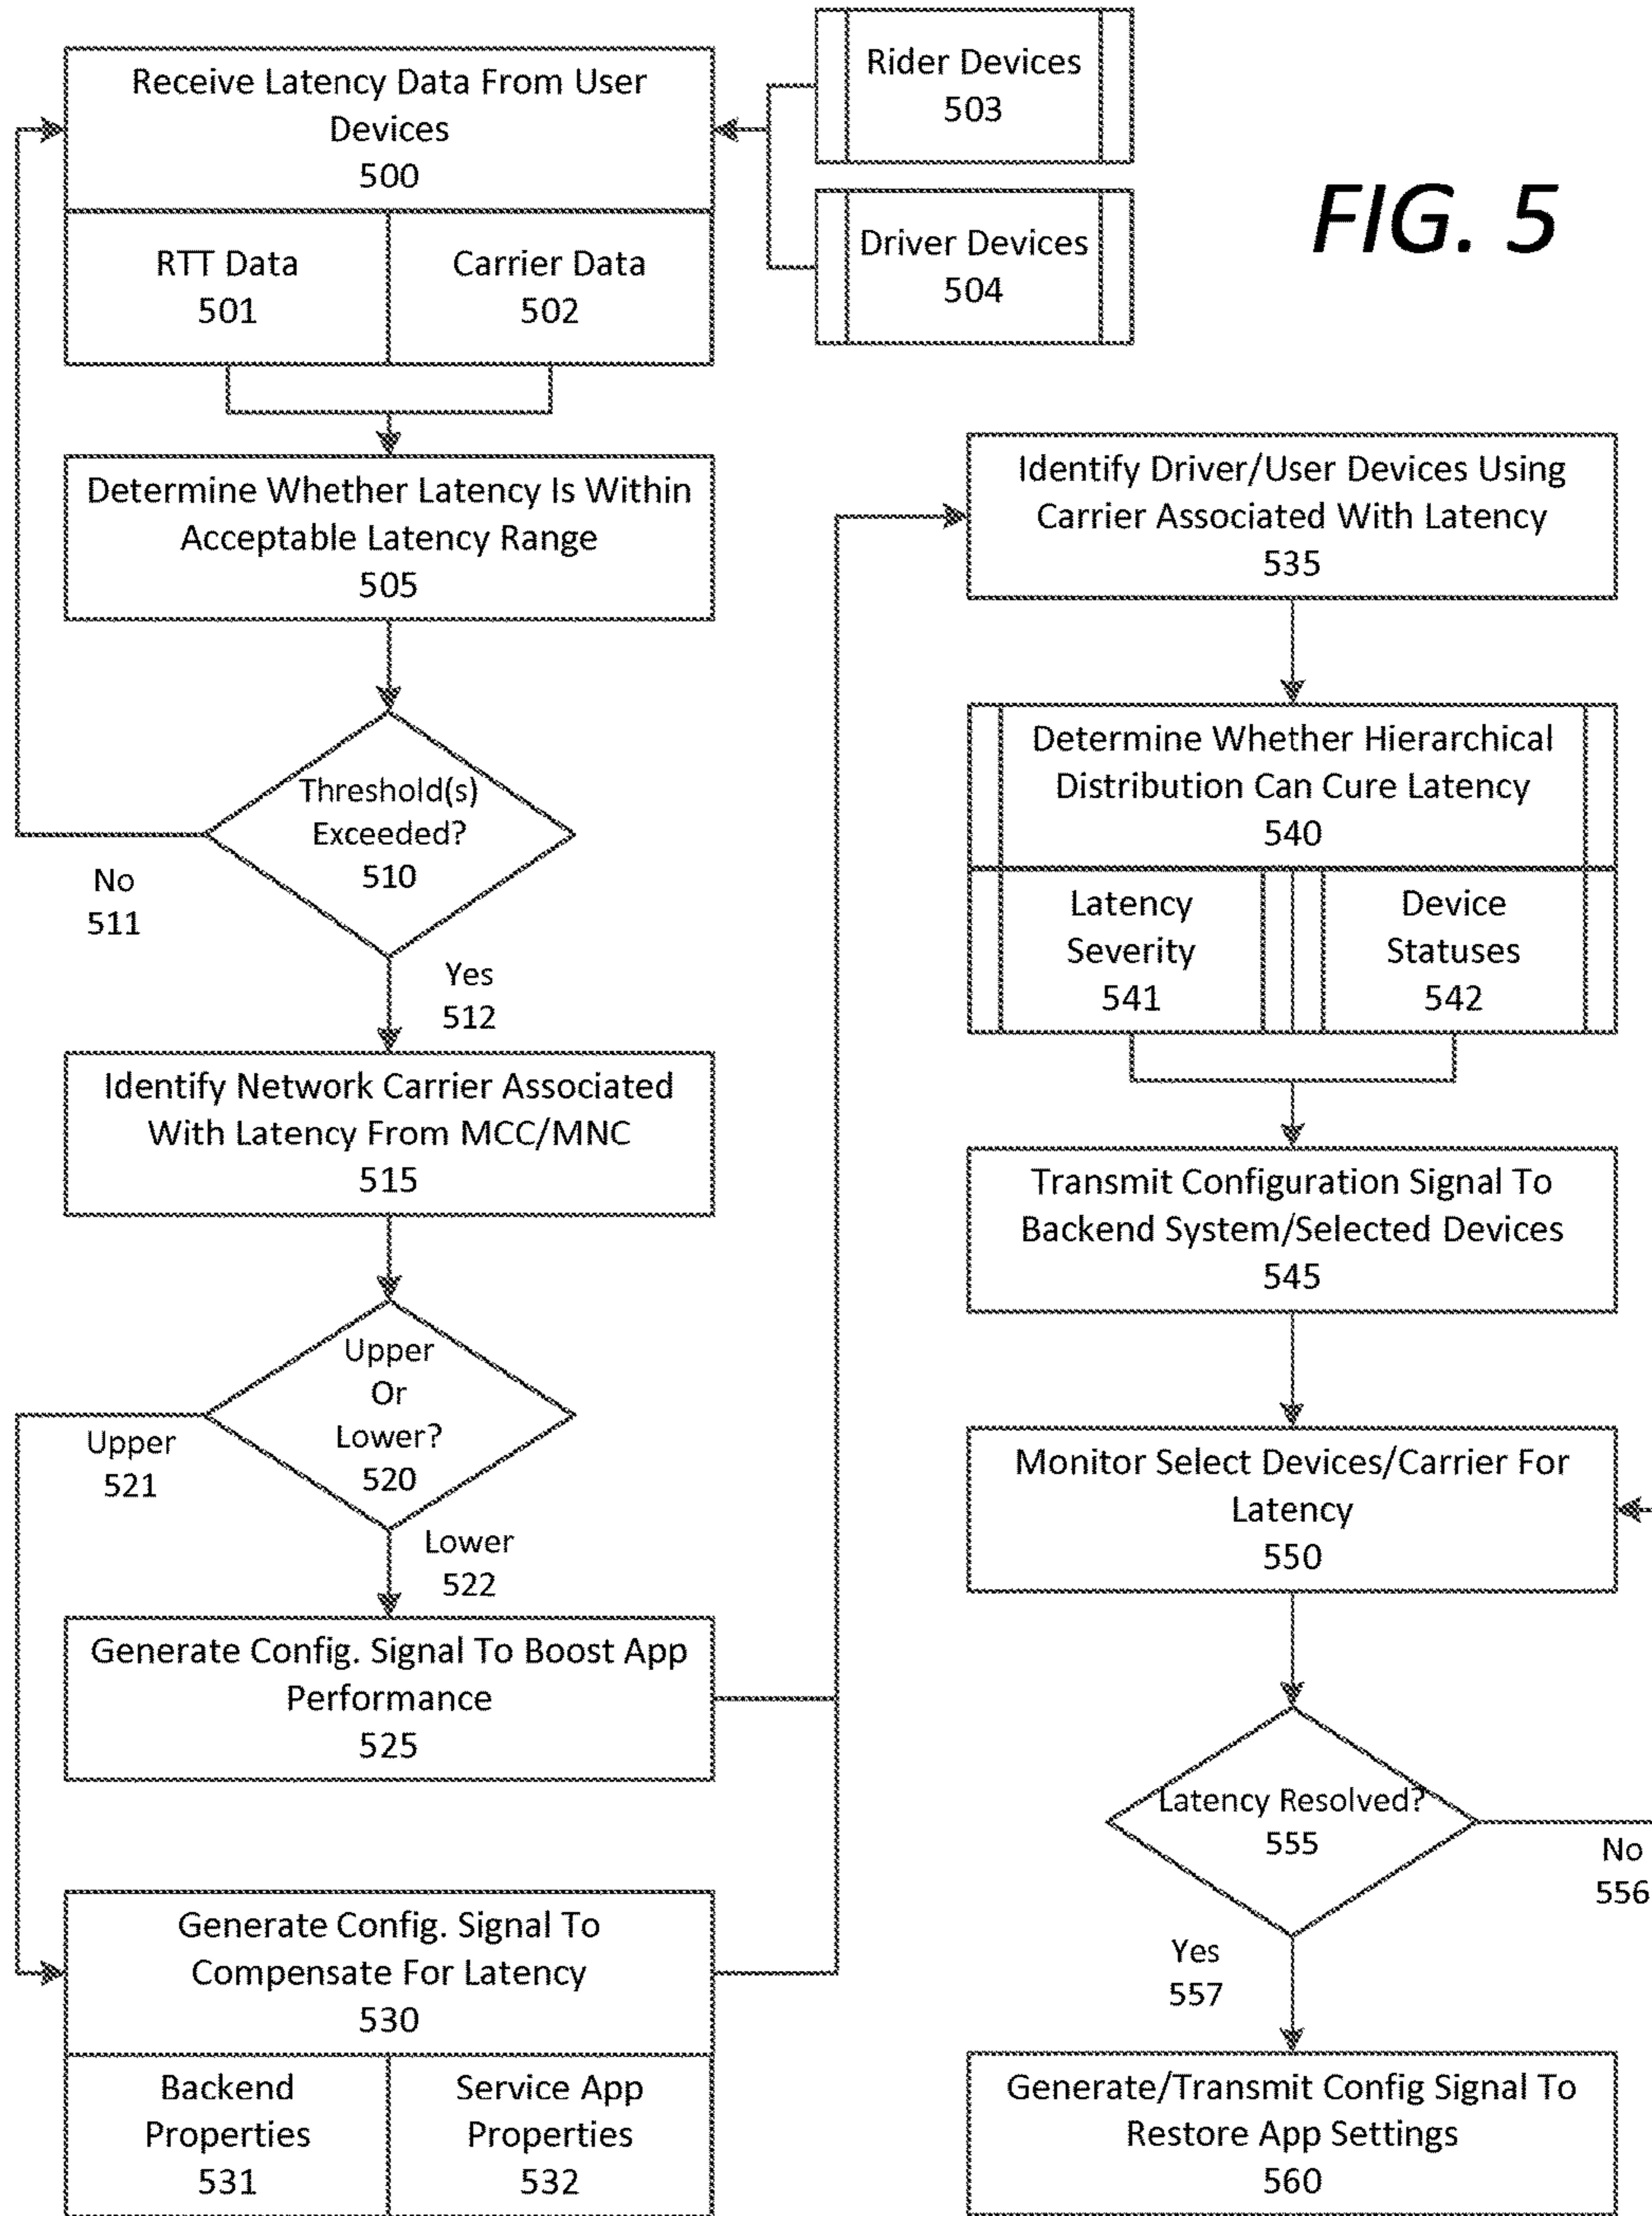 Receive Latency Data From User
Devices
500
RTT Data
501
Carrier Data
502
Rider Devices
503
Driver Devices
504
FIG. 5
Determine Whether Latency Is Within
Acceptable Latency Range
505
Threshold(s)
Exceeded?
510
No
511
Yes
512
Identify Network Carrier Associated
With Latency From MCC/MNC
515
Upper
Or
Lower?
520
Upper
521
Lower
522
Generate Config. Signal To Boost App
Performance
525
Generate Config. Signal To
Compensate For Latency
530
Backend
Properties
531
Service App
Properties
532
Identify Driver/User Devices Using
Carrier Associated With Latency
535
Determine Whether Hierarchical
Distribution Can Cure Latency
540
Latency
Severity
541
Device
Statuses
542
Transmit Configuration Signal To
Backend System/Selected Devices
545
Monitor Select Devices/Carrier For
Latency
550
Latency Resolved?
555
No
556
Yes
557
Generate/Transmit Config Signal To
Restore App Settings
560